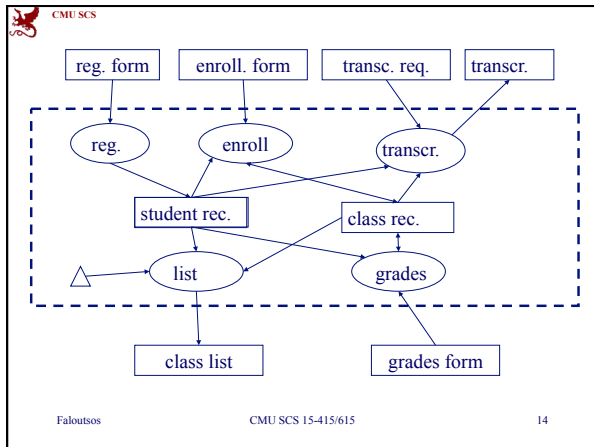 CMU SCS
reg. form
enroll. form
transc. req.
transcr.
reg.
enroll
transcr.
student rec.
class rec.
list
grades
class list
grades form
Faloutsos
CMU SCS 15-415/615
14